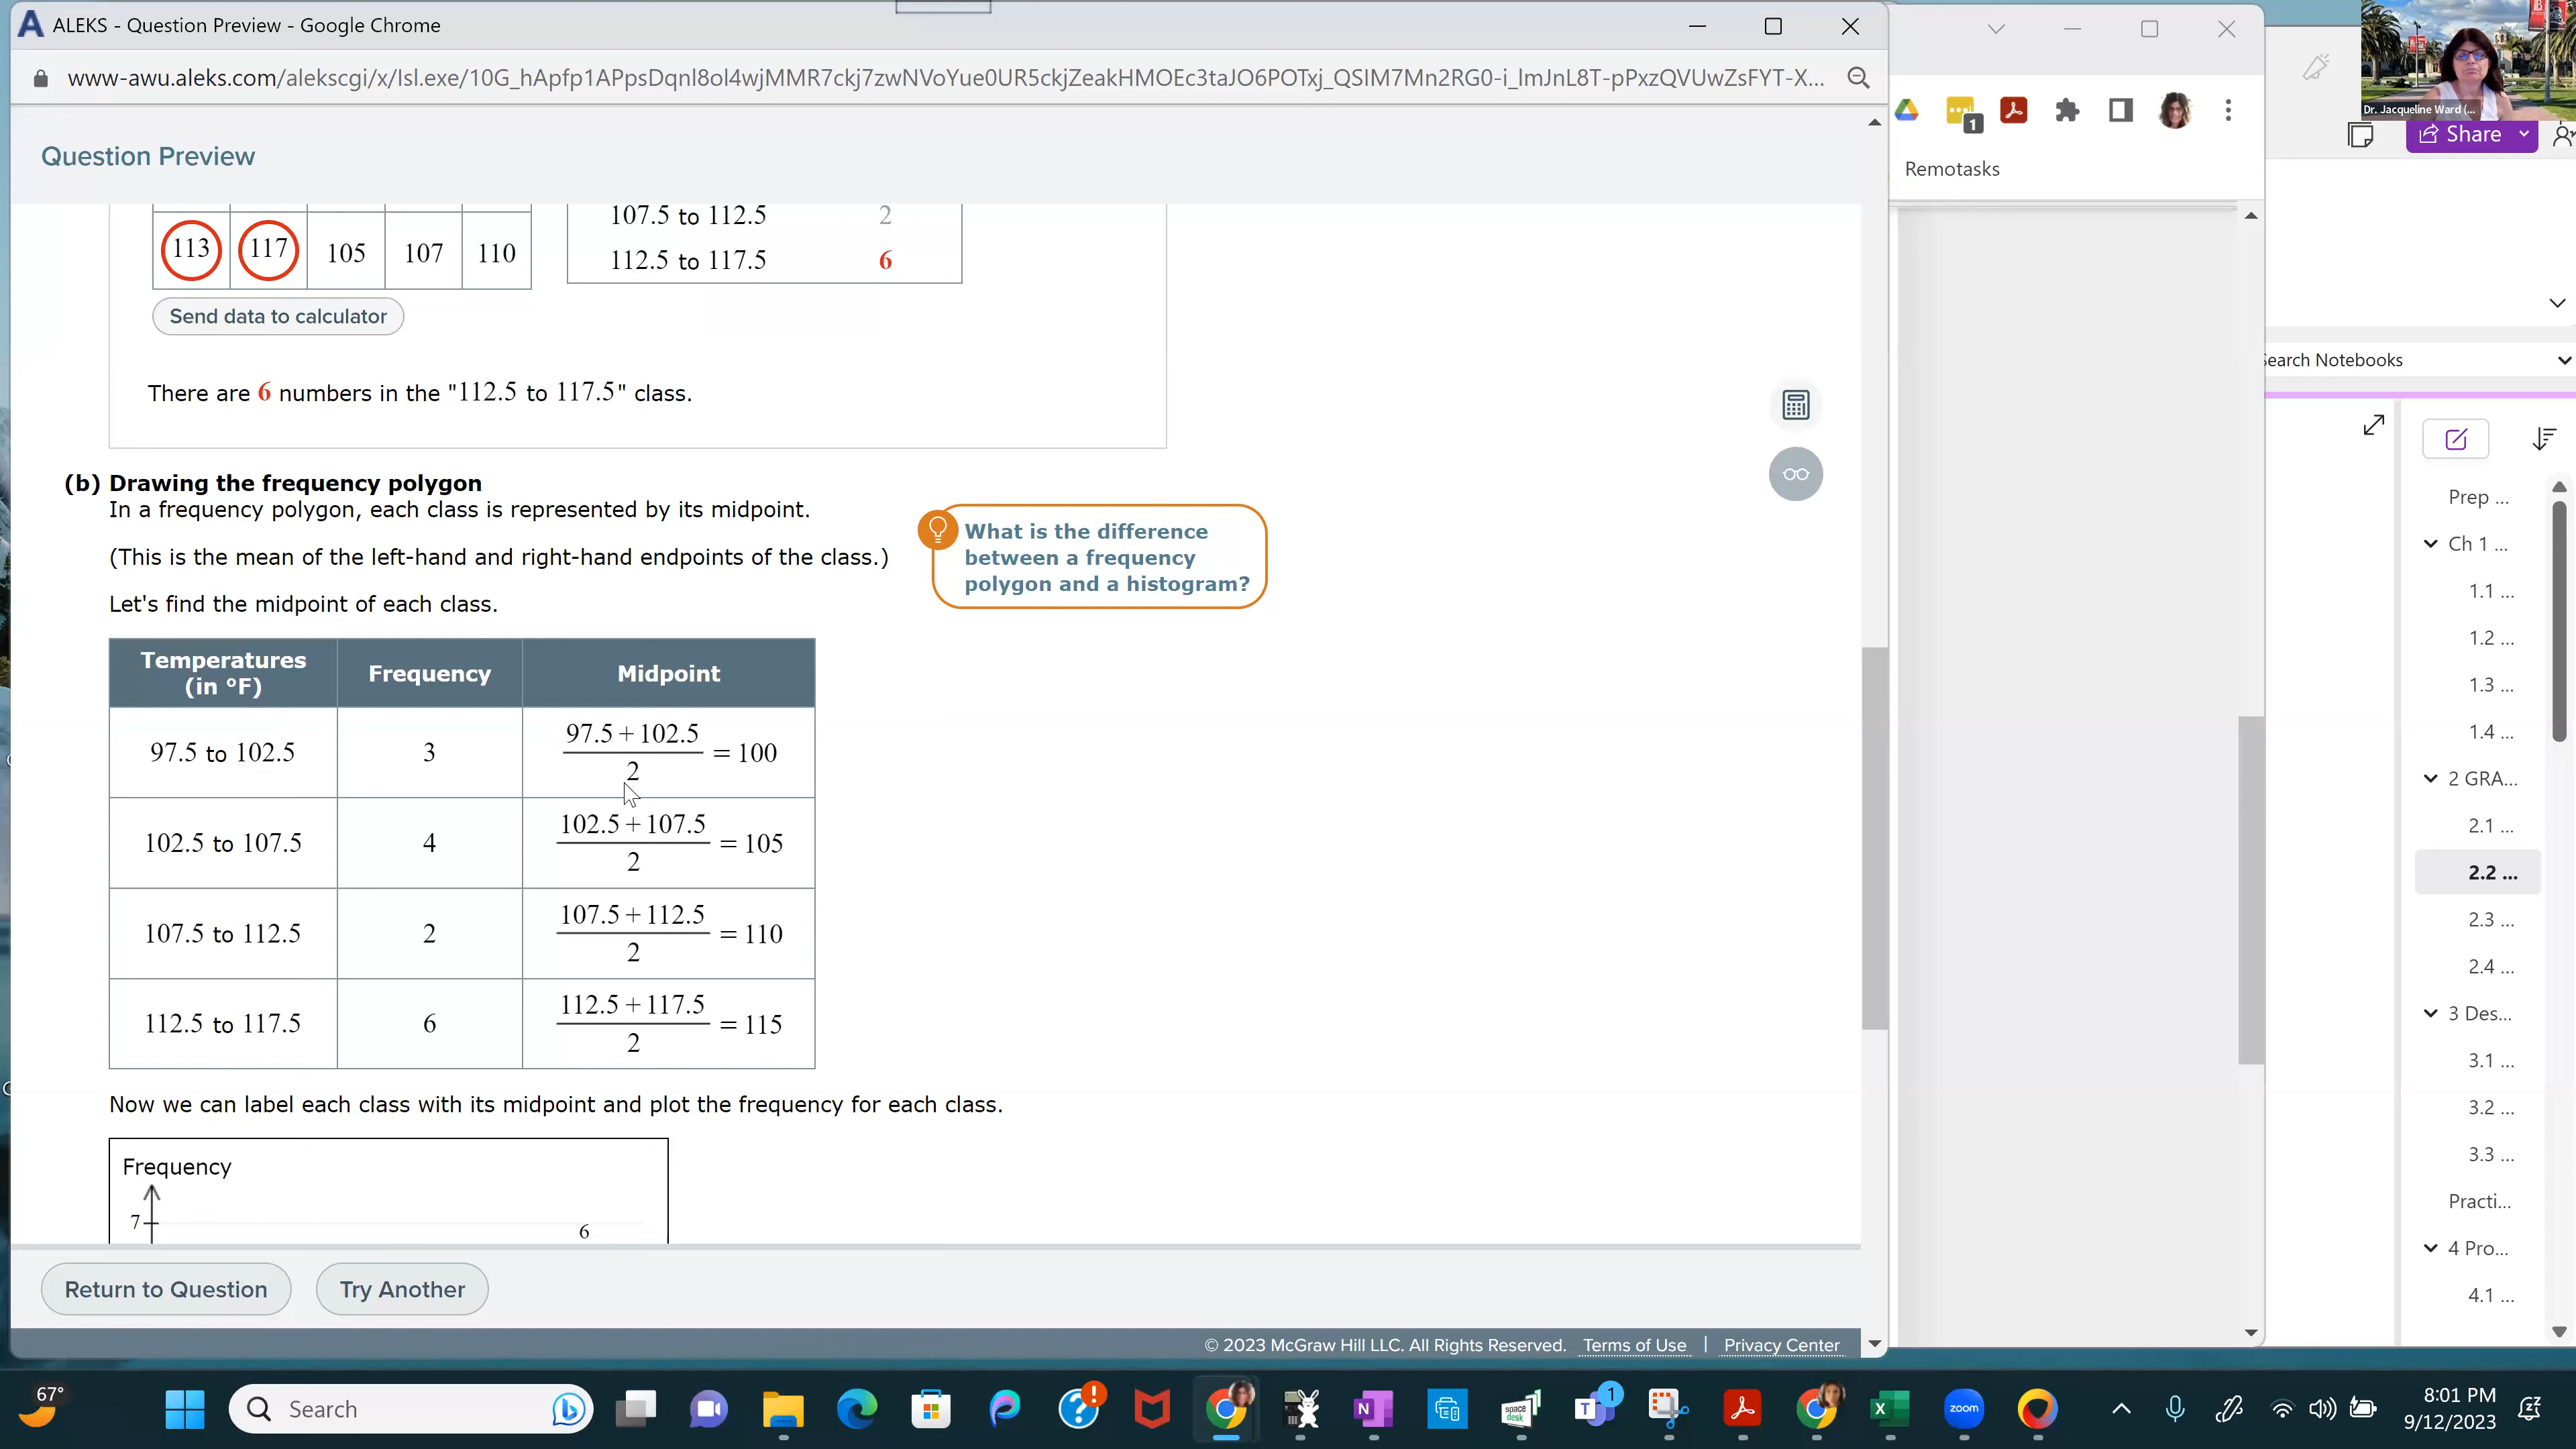 ALEKS - Question Preview - Google Chrome
www-awu.aleks.com/alekscgi/x/Isl.exe/10G_hApfp1APpsDqnl8ol4wjMMR7ckj7zwNVoYue0UR5ckjZeakHMOEc3taJO6POTxj_QSIM7Mn2RG0-i_lmJnL8T-pPxzQVUwZsFYT-X...
Dr. Jacqueline Ward (...
1
Share
Remotasks
Question Preview
107.5 to 112.5 2
113 117 105 107 110
112.5 to 117.5 6
Send data to calculator
There are 6 numbers in the "112.5 to 117.5" class.
Search Notebooks
(b) Drawing the frequency polygon
In a frequency polygon, each class is represented by its midpoint.
(This is the mean of the left-hand and right-hand endpoints of the class.)
Let's find the midpoint of each class.
What is the difference
between a frequency
polygon and a histogram?
Temperatures
(in °F)
Frequency
Midpoint
97.5 to 102.5 3 97.5 + 102.5 / 2 = 100
102.5 to 107.5 4 102.5 + 107.5 / 2 = 105
107.5 to 112.5 2 107.5 + 112.5 / 2 = 110
112.5 to 117.5 6 112.5 + 117.5 / 2 = 115
Now we can label each class with its midpoint and plot the frequency for each class.
Frequency
7
6
Prep ...
Ch 1 ...
1.1 ...
1.2 ...
1.3 ...
1.4 ...
2 GRA...
2.1 ...
2.2 ...
2.3 ...
2.4 ...
3 Des...
3.1 ...
3.2 ...
3.3 ...
Practi...
4 Pro...
4.1 ...
Return to Question
Try Another
© 2023 McGraw Hill LLC. All Rights Reserved. Terms of Use | Privacy Center
67°
Search
space
desk
1
zoom
8:01 PM
9/12/2023